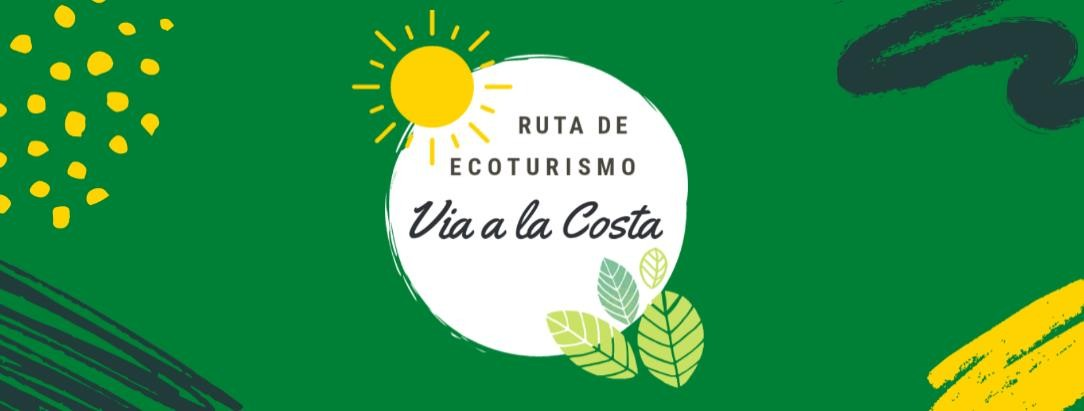 RUTA DE
ECOTURISMO
Via a la Costa